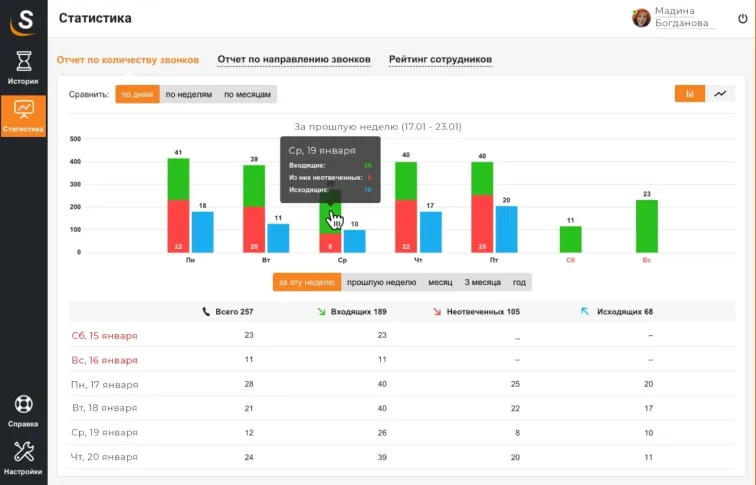 S
Статистика
Мадина
Богданова
Отчет по количеству звонков
Отчет по направлению звонков
Рейтинг сотрудников
История
Статистика
Справка
Настройки
Сравнить:
по дням
по неделям
по месяцам
За прошлую неделю (17.01 - 23.01)
500
400
300
200
100
0
Ср, 19 января
Входящих: 26
Из них неотвеченных: 8
Исходящих: 10
41
22
18
Пн
39
20
11
Вт
8
10
Ср
40
22
17
Чт
40
25
20
Пт
11
Сб
23
Вс
за эту неделю
прошлую неделю
месяц
3 месяца
год
Всего 257 Входящих 189 Неотвеченных 105 Исходящих 68
Сб, 15 января 23 23 _ –
Вс, 16 января 11 11 – –
Пн, 17 января 28 40 25 20
Вт, 18 января 21 40 22 17
Ср, 19 января 12 26 8 10
Чт, 20 января 24 39 20 11